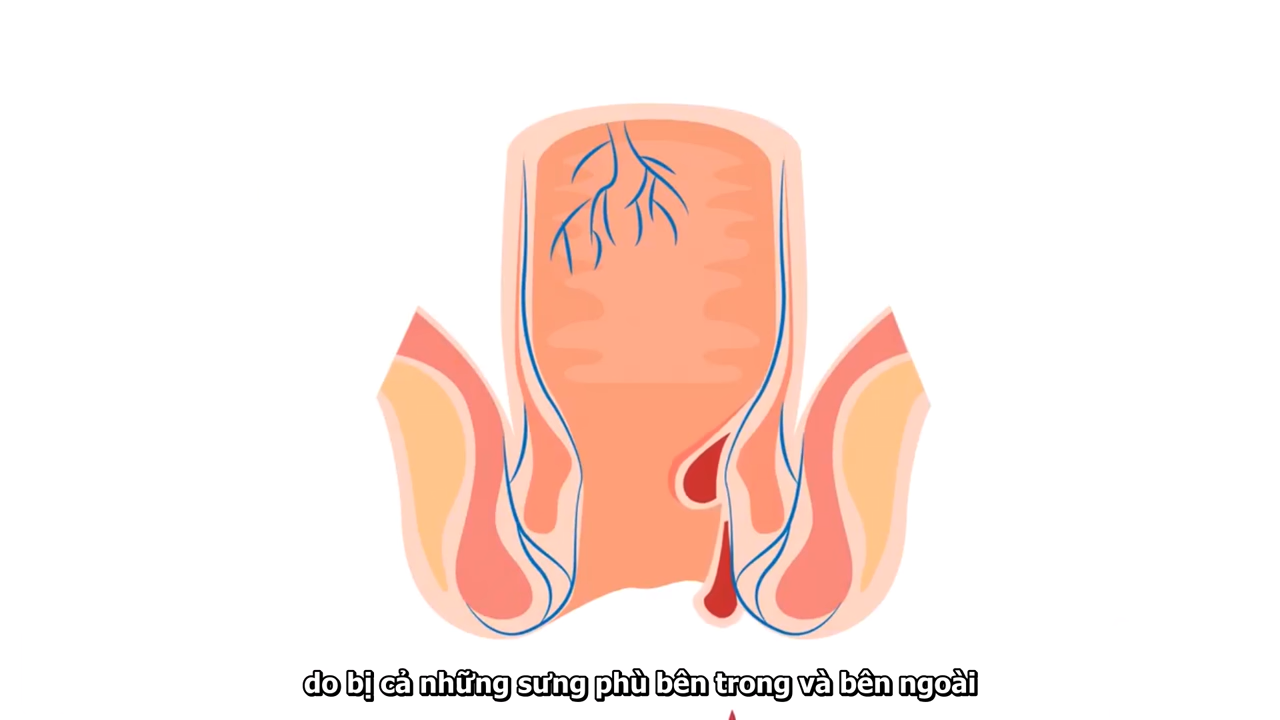 do bị cả những sưng phù bên trong và bên ngoài